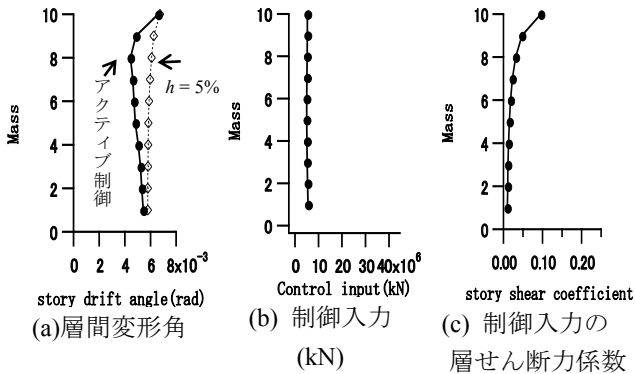 10
8
6
4
2
0
Mass
アクティブ制御
h = 5%
0 2 4 6 8x10-3
story drift angle(rad)
(a)層間変形角
10
8
6
4
2
0
Mass
0 10 20 30 40x106
Control input(kN)
(b) 制御入力
(kN)
10
8
6
4
2
0
Mass
0.00 0.10 0.20
story shear coefficient
(c) 制御入力の
層せん断力係数